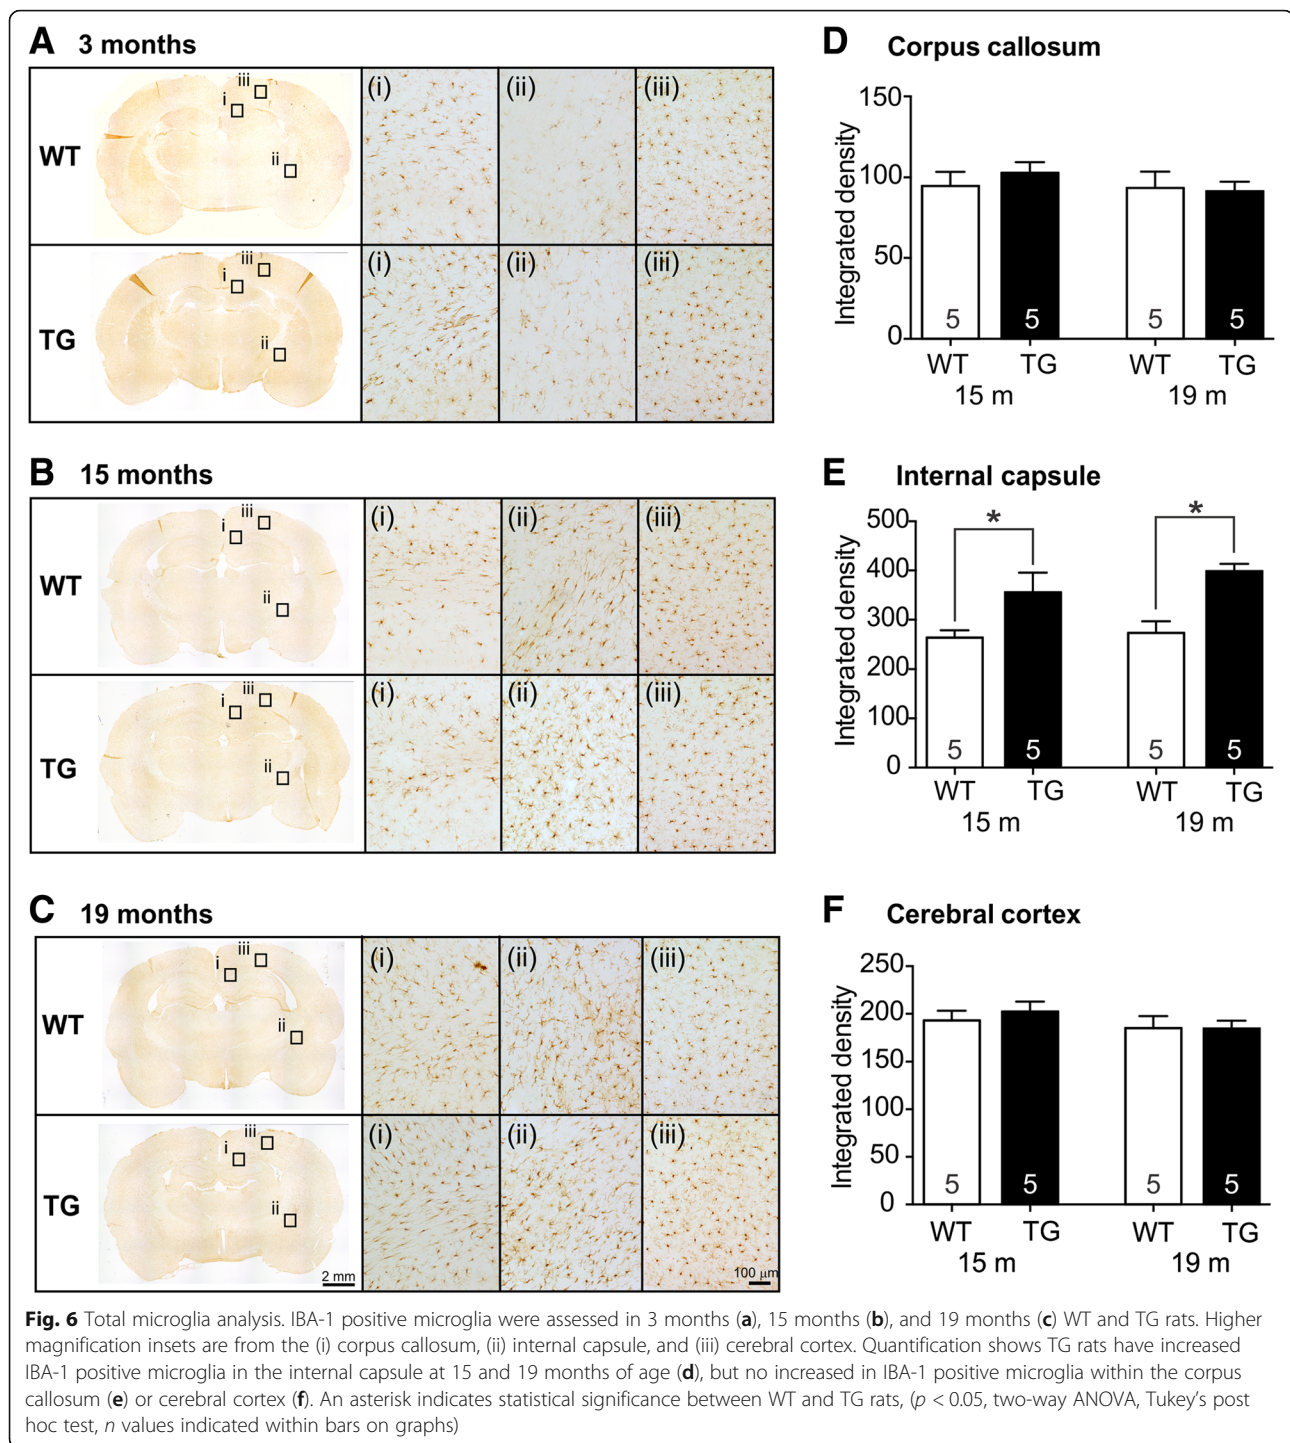 A 3 months
WT
i
ii
iii
(i)
(ii)
(iii)
TG
i
ii
iii
(i)
(ii)
(iii)
B 15 months
WT
i
ii
iii
(i)
(ii)
(iii)
TG
i
ii
iii
(i)
(ii)
(iii)
C 19 months
WT
i
ii
iii
(i)
(ii)
(iii)
TG
i
ii
iii
2 mm
(i)
(ii)
(iii)
100 µm
D Corpus callosum
Integrated density
150
100
50
0
5 5 5 5
WT TG WT TG
15 m 19 m
E Internal capsule
Integrated density
500
400
300
200
100
0
* *
5 5 5 5
WT TG WT TG
15 m 19 m
F Cerebral cortex
Integrated density
250
200
150
100
50
0
5 5 5 5
WT TG WT TG
15 m 19 m
Fig. 6 Total microglia analysis. IBA-1 positive microglia were assessed in 3 months (a), 15 months (b), and 19 months (c) WT and TG rats. Higher
magnification insets are from the (i) corpus callosum, (ii) internal capsule, and (iii) cerebral cortex. Quantification shows TG rats have increased
IBA-1 positive microglia in the internal capsule at 15 and 19 months of age (d), but no increased in IBA-1 positive microglia within the corpus
callosum (e) or cerebral cortex (f). An asterisk indicates statistical significance between WT and TG rats, (p < 0.05, two-way ANOVA, Tukey's post
hoc test, n values indicated within bars on graphs)